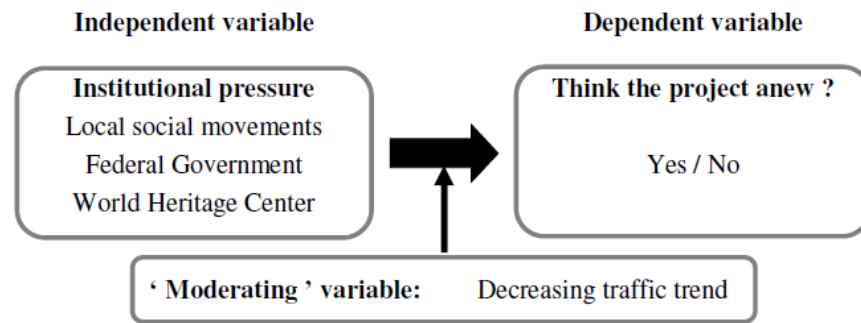 Independent variable
Dependent variable
Institutional pressure
Local social movements
Federal Government
World Heritage Center
Think the project anew ?
Yes / No
‘ Moderating ’ variable: Decreasing traffic trend